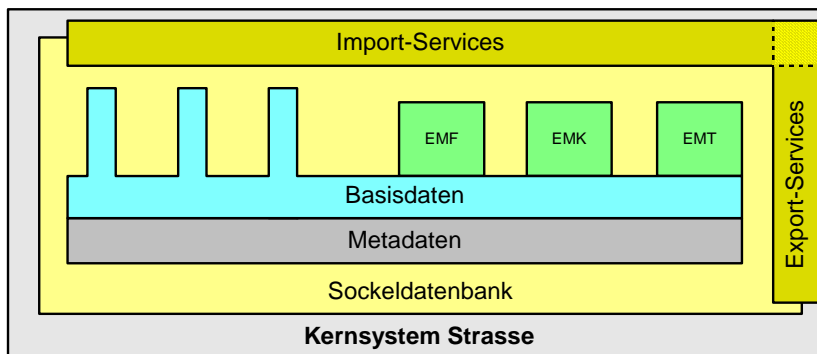 Import-Services
EMF
EMK
EMT
Basisdaten
Export-Services
Metadaten
Sockeldatenbank
Kernsystem Strasse